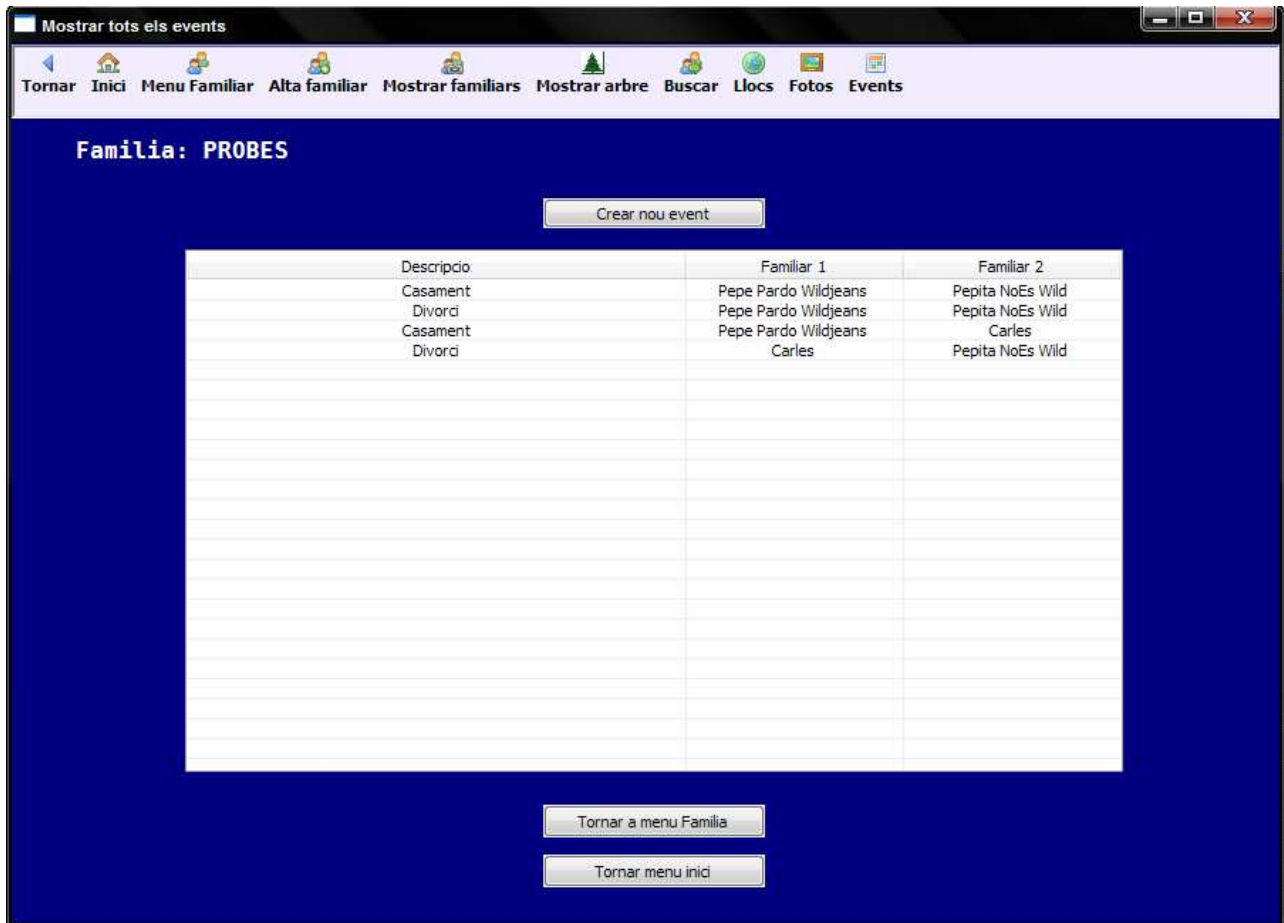 Mostrar tots els events
Tornar Inici Menu Familiar Alta familiar Mostrar familiars Mostrar arbre Buscar Llocs Fotos Events
Familia: PROBES
Crear nou event
Descripcio Familiar 1 Familiar 2
Casament Pepe Pardo Wildjeans Pepita NoEs Wild
Divorci Pepe Pardo Wildjeans Pepita NoEs Wild
Casament Pepe Pardo Wildjeans Carles
Divorci Carles Pepita NoEs Wild
Tornar a menu Familia
Tornar menu inici